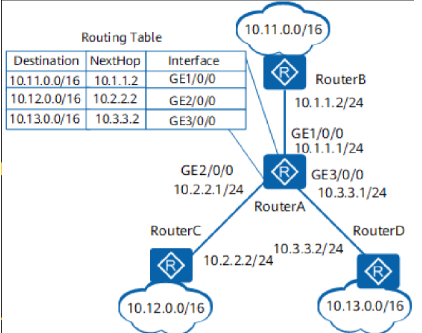 Routing Table
Destination NextHop Interface
10.11.0.0/16 10.1.1.2 GE1/0/0
10.12.0.0/16 10.2.2.2 GE2/0/0
10.13.0.0/16 10.3.3.2 GE3/0/0
10.11.0.0/16
R
RouterB
10.1.1.2/24
GE1/0/0
10.1.1.1/24
GE2/0/0
10.2.2.1/24
R
GE3/0/0
10.3.3.1/24
RouterA
RouterC
R
10.2.2.2/24
10.12.0.0/16
RouterD
10.3.3.2/24
R
10.13.0.0/16